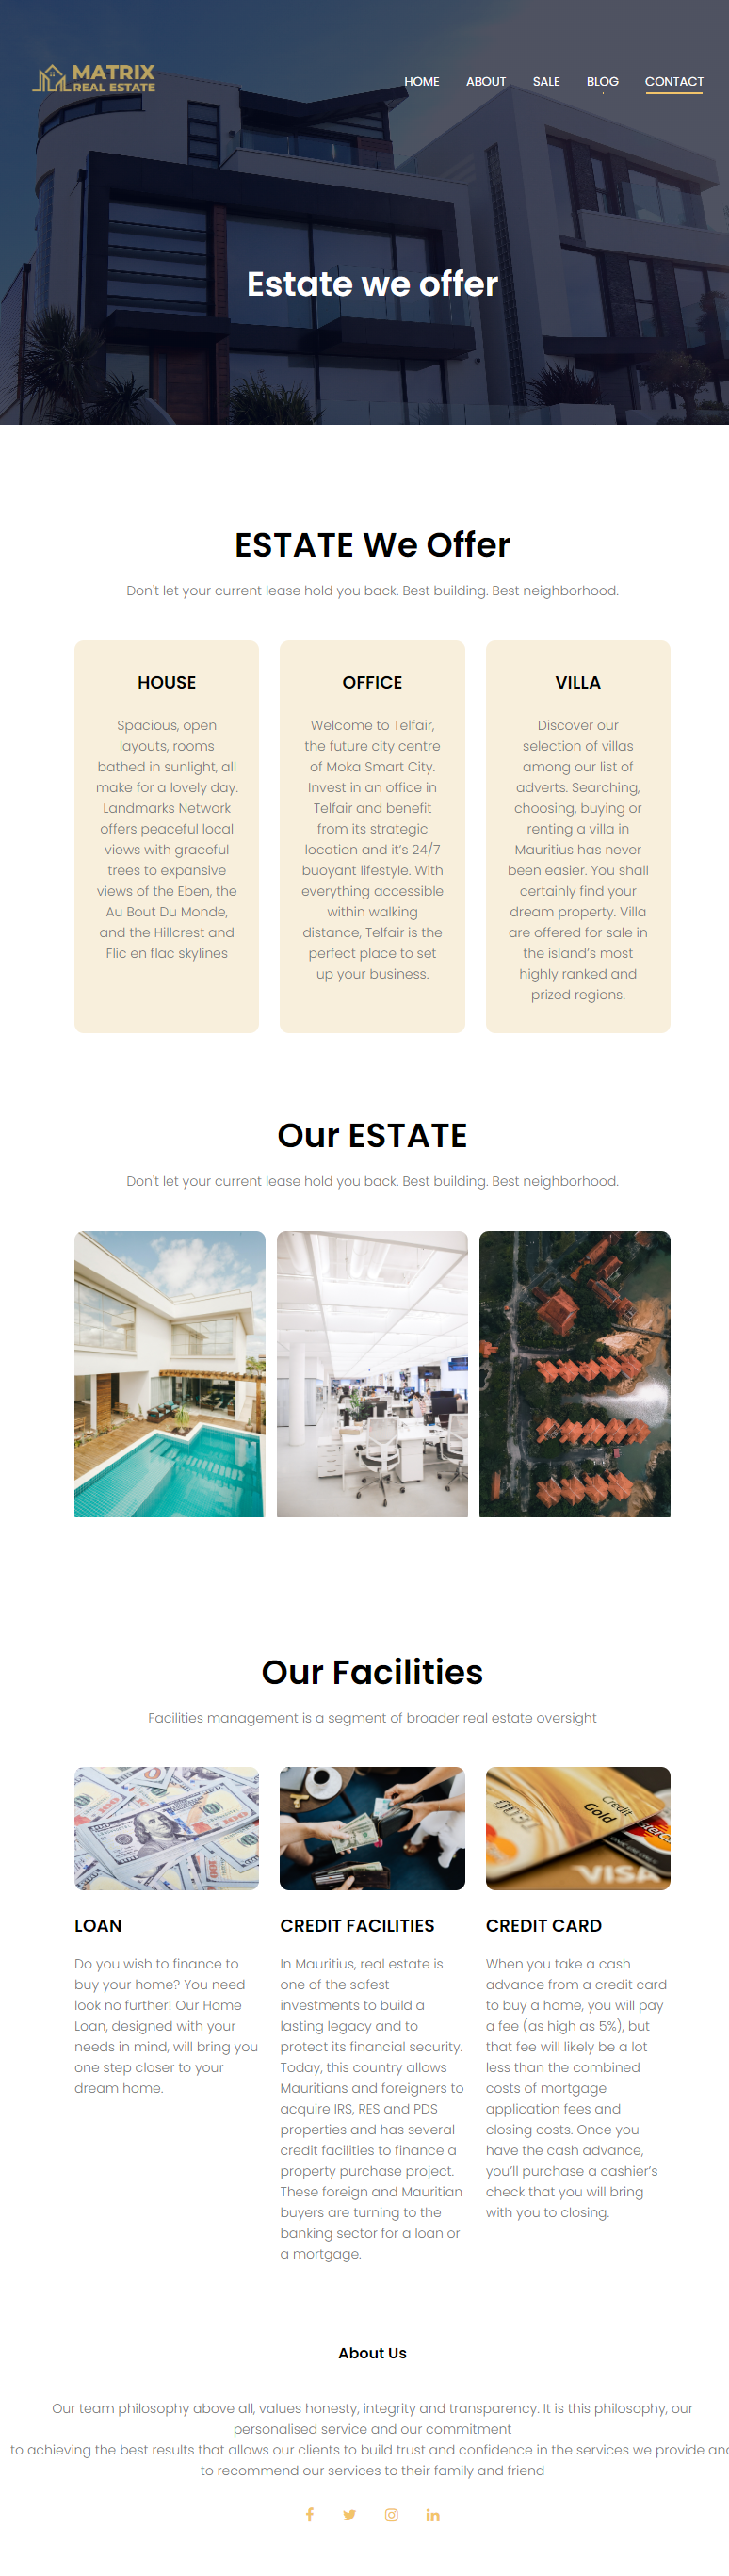 MATRIX
REAL ESTATE
HOME ABOUT SALE BLOG CONTACT
Estate we offer
ESTATE We Offer
Don't let your current lease hold you back. Best building. Best neighborhood.
HOUSE
Spacious, open
layouts, rooms
bathed in sunlight, all
make for a lovely day.
Landmarks Network
offers peaceful local
views with graceful
trees to expansive
views of the Eben, the
Au Bout Du Monde,
and the Hillcrest and
Flic en flac skylines
OFFICE
Welcome to Telfair,
the future city centre
of Moka Smart City.
Invest in an office in
Telfair and benefit
from its strategic
location and it's 24/7
buoyant lifestyle. With
everything accessible
within walking
distance, Telfair is the
perfect place to set
up your business.
VILLA
Discover our
selection of villas
among our list of
adverts. Searching,
choosing, buying or
renting a villa in
Mauritius has never
been easier. You shall
certainly find your
dream property. Villa
are offered for sale in
the island's most
highly ranked and
prized regions.
Our ESTATE
Don't let your current lease hold you back. Best building. Best neighborhood.
Our Facilities
Facilities management is a segment of broader real estate oversight
100
Credit
Gold
VISA
LOAN
Do you wish to finance to
buy your home? You need
look no further! Our Home
Loan, designed with your
needs in mind, will bring you
one step closer to your
dream home.
CREDIT FACILITIES
In Mauritius, real estate is
one of the safest
investments to build a
lasting legacy and to
protect its financial security.
Today, this country allows
Mauritians and foreigners to
acquire IRS, RES and PDS
properties and has several
credit facilities to finance a
property purchase project.
These foreign and Mauritian
buyers are turning to the
banking sector for a loan or
a mortgage.
CREDIT CARD
When you take a cash
advance from a credit card
to buy a home, you will pay
a fee (as high as 5%), but
that fee will likely be a lot
less than the combined
costs of mortgage
application fees and
closing costs. Once you
have the cash advance,
you'll purchase a cashier's
check that you will bring
with you to closing.
About Us
Our team philosophy above all, values honesty, integrity and transparency. It is this philosophy, our
personalised service and our commitment
to achieving the best results that allows our clients to build trust and confidence in the services we provide and
to recommend our services to their family and friend